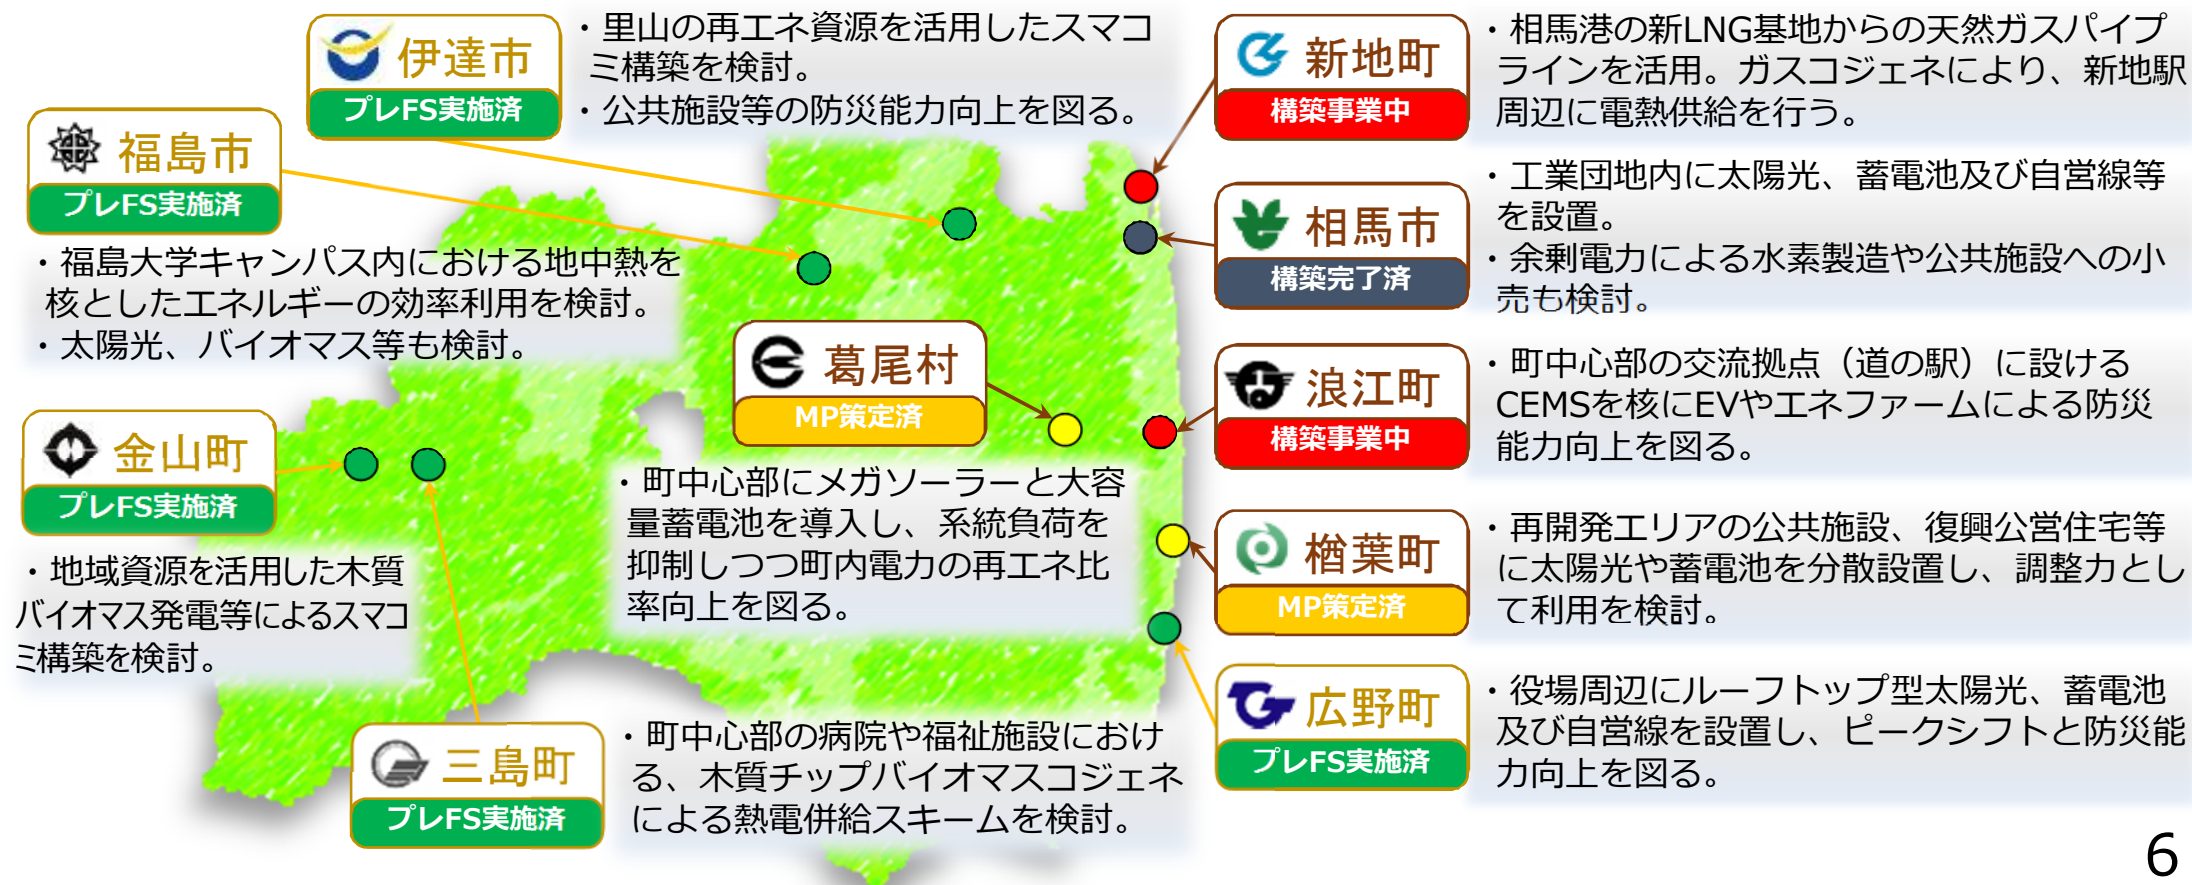 伊達市
プレFS実施済
・里山の再エネ資源を活用したスマコ
ミ構築を検討。
・公共施設等の防災能力向上を図る。
福島市
プレFS実施済
・福島大学キャンパス内における地中熱を
核としたエネルギーの効率利用を検討。
・太陽光、バイオマス等も検討。
葛尾村
MP策定済
・町中心部にメガソーラーと大容
量蓄電池を導入し、系統負荷を
抑制しつつ町内電力の再エネ比
率向上を図る。
金山町
プレFS実施済
・地域資源を活用した木質
バイオマス発電等によるスマコ
ミ構築を検討。
三島町
プレFS実施済
・町中心部の病院や福祉施設におけ
る、木質チップバイオマスコジェネ
による熱電併給スキームを検討。
新地町
構築事業中
・相馬港の新LNG基地からの天然ガスパイプ
ラインを活用。ガスコジェネにより、新地駅
周辺に電熱供給を行う。
相馬市
構築完了済
・工業団地内に太陽光、蓄電池及び自営線等
を設置。
・余剰電力による水素製造や公共施設への小
売も検討。
浪江町
構築事業中
・町中心部の交流拠点（道の駅）に設ける
CEMSを核にEVやエネファームによる防災
能力向上を図る。
楢葉町
MP策定済
・再開発エリアの公共施設、復興公営住宅等
に太陽光や蓄電池を分散設置し、調整力とし
て利用を検討。
広野町
プレFS実施済
・役場周辺にルーフトップ型太陽光、蓄電池
及び自営線を設置し、ピークシフトと防災能
力向上を図る。
6